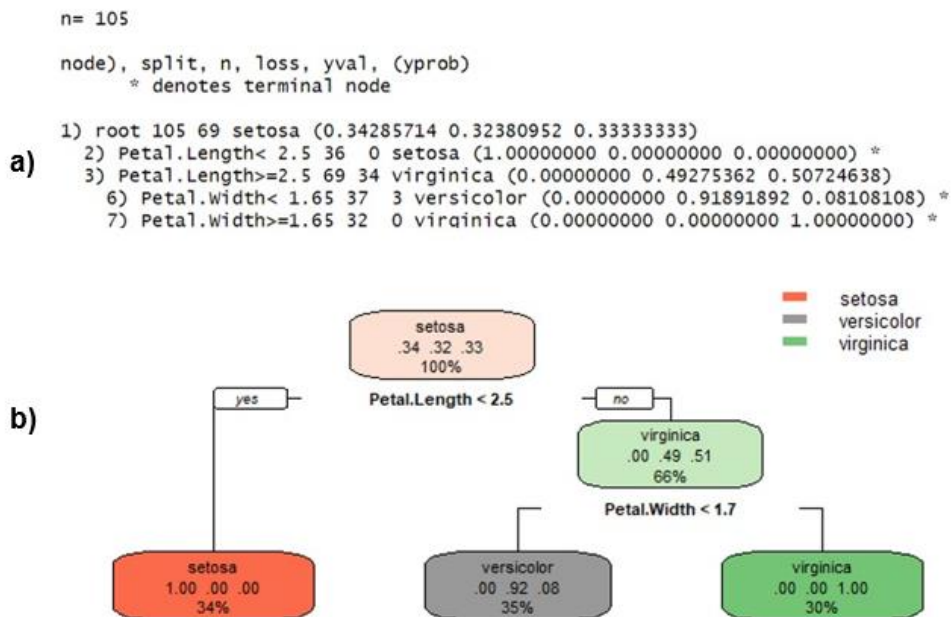 n= 105
node), split, n, loss, yval, (yprob)
* denotes terminal node
1) root 105 69 setosa (0.34285714 0.32380952 0.33333333)
a)
2) Petal.Length< 2.5 36 0 setosa (1.00000000 0.00000000 0.00000000) *
3) Petal.Length>=2.5 69 34 virginica (0.00000000 0.49275362 0.50724638)
6) Petal.Width< 1.65 37 3 versicolor (0.00000000 0.91891892 0.08108108) *
7) Petal.Width>=1.65 32 0 virginica (0.00000000 0.00000000 1.00000000) *
setosa
versicolor
virginica
setosa
.34 .32 .33
100%
yes
Petal.Length < 2.5
no
b)
virginica
.00 .49 .51
66%
Petal.Width < 1.7
setosa
1.00 .00 .00
34%
versicolor
.00 .92 .08
35%
virginica
.00 .00 1.00
30%